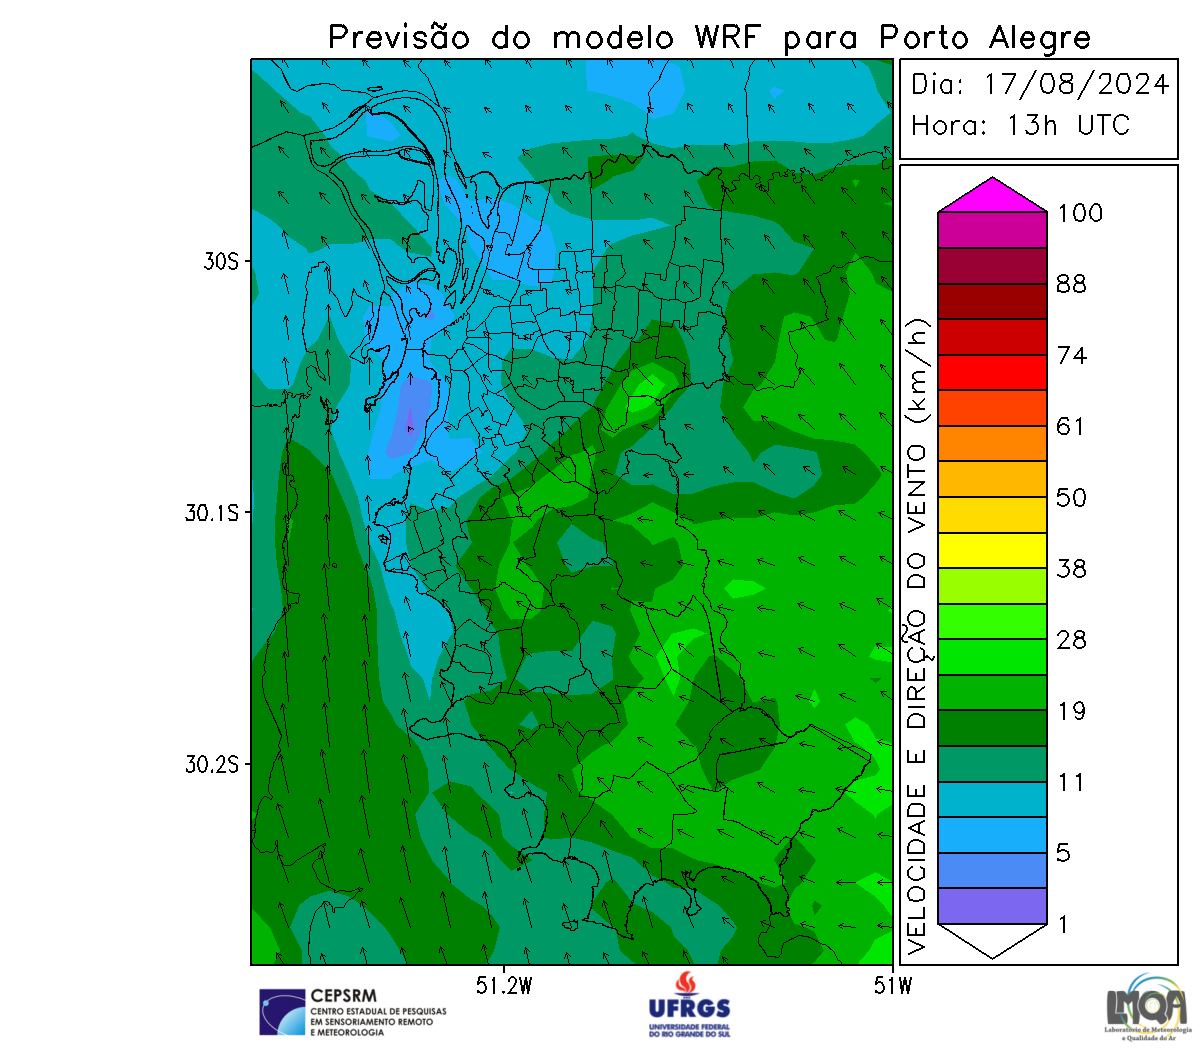 Previsão do modelo WRF para Porto Alegre
Dia: 17/08/2024
Hora: 13h UTC
30S
30.1S
30.2S
51.2W
51W
VELOCIDADE E DIREÇÃO DO VENTO (km/h)
100
88
74
61
50
38
28
19
11
5
1
CEPSRM
CENTRO ESTADUAL DE PESQUISAS
EM SENSORIAMENTO REMOTO
E METEOROLOGIA
UFRGS
UNIVERSIDADE FEDERAL
DO RIO GRANDE DO SUL
LMQA
Laboratório de Meteorologia
e Qualidade do Ar